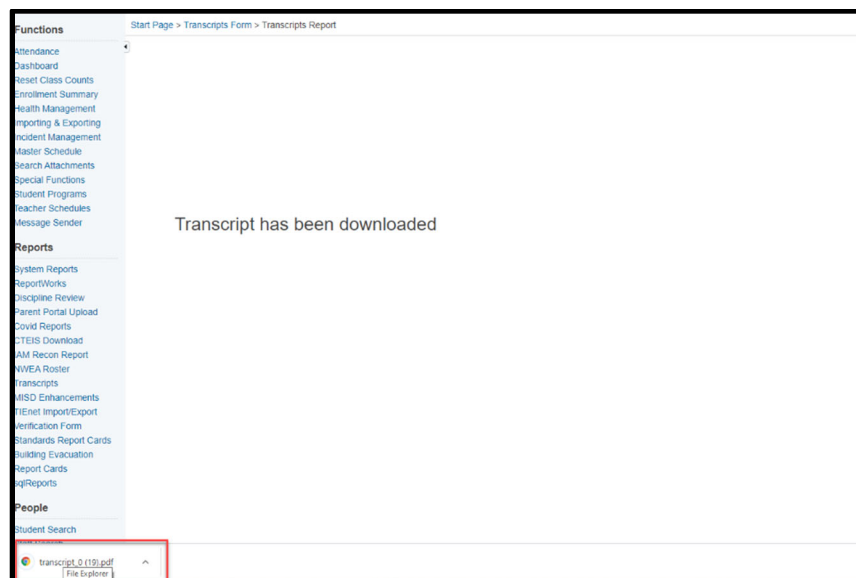 Functions
Attendance
Dashboard
Reset Class Counts
Enrollment Summary
Health Management
Importing & Exporting
Incident Management
Master Schedule
Search Attachments
Special Functions
Student Programs
Teacher Schedules
Message Sender
Reports
System Reports
ReportWorks
Discipline Review
Parent Portal Upload
Covid Reports
CTEIS Download
IAM Recon Report
NWEA Roster
Transcripts
MISD Enhancements
TIEnet Import/Export
Verification Form
Standards Report Cards
Building Evacuation
Report Cards
sqlReports
People
Student Search
Start Page > Transcripts Form > Transcripts Report
Transcript has been downloaded
transcript_0 (19).pdf
File Explorer